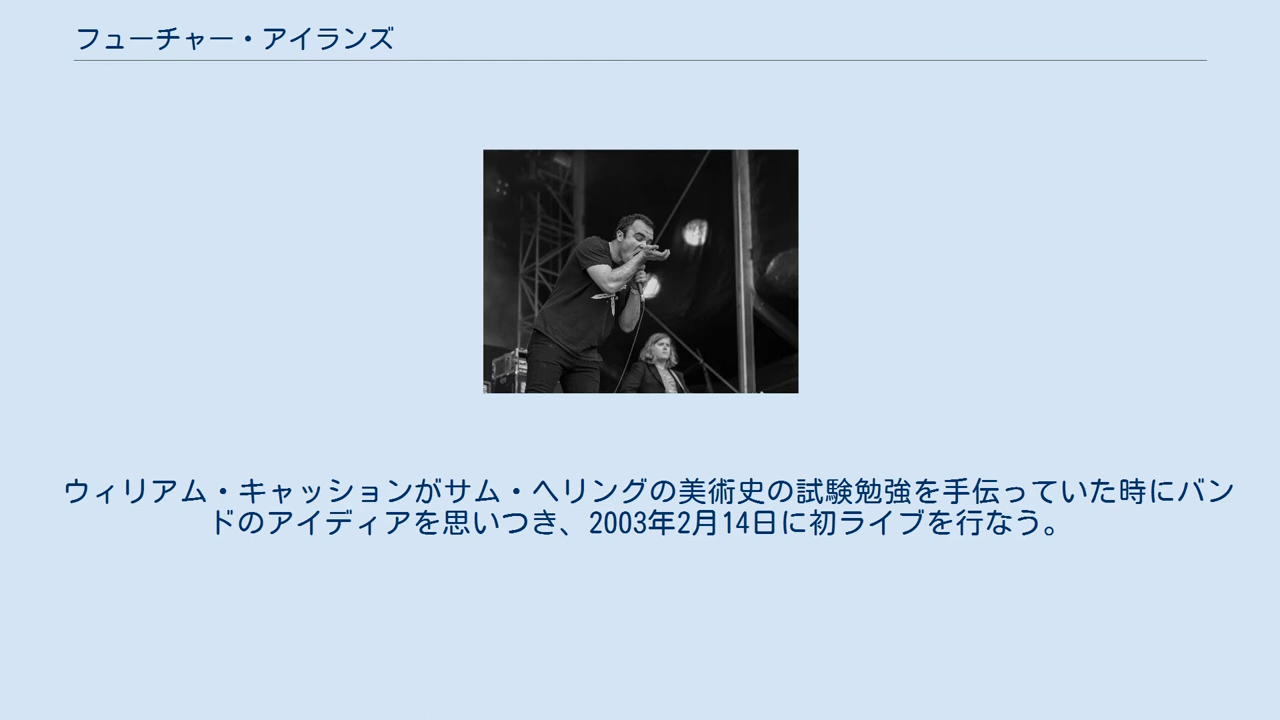 フューチャー・アイランズ
ウィリアム・キャッションがサム・ヘリングの美術史の試験勉強を手伝っていた時にバン
ドのアイディアを思いつき、2003年2月14日に初ライブを行なう。